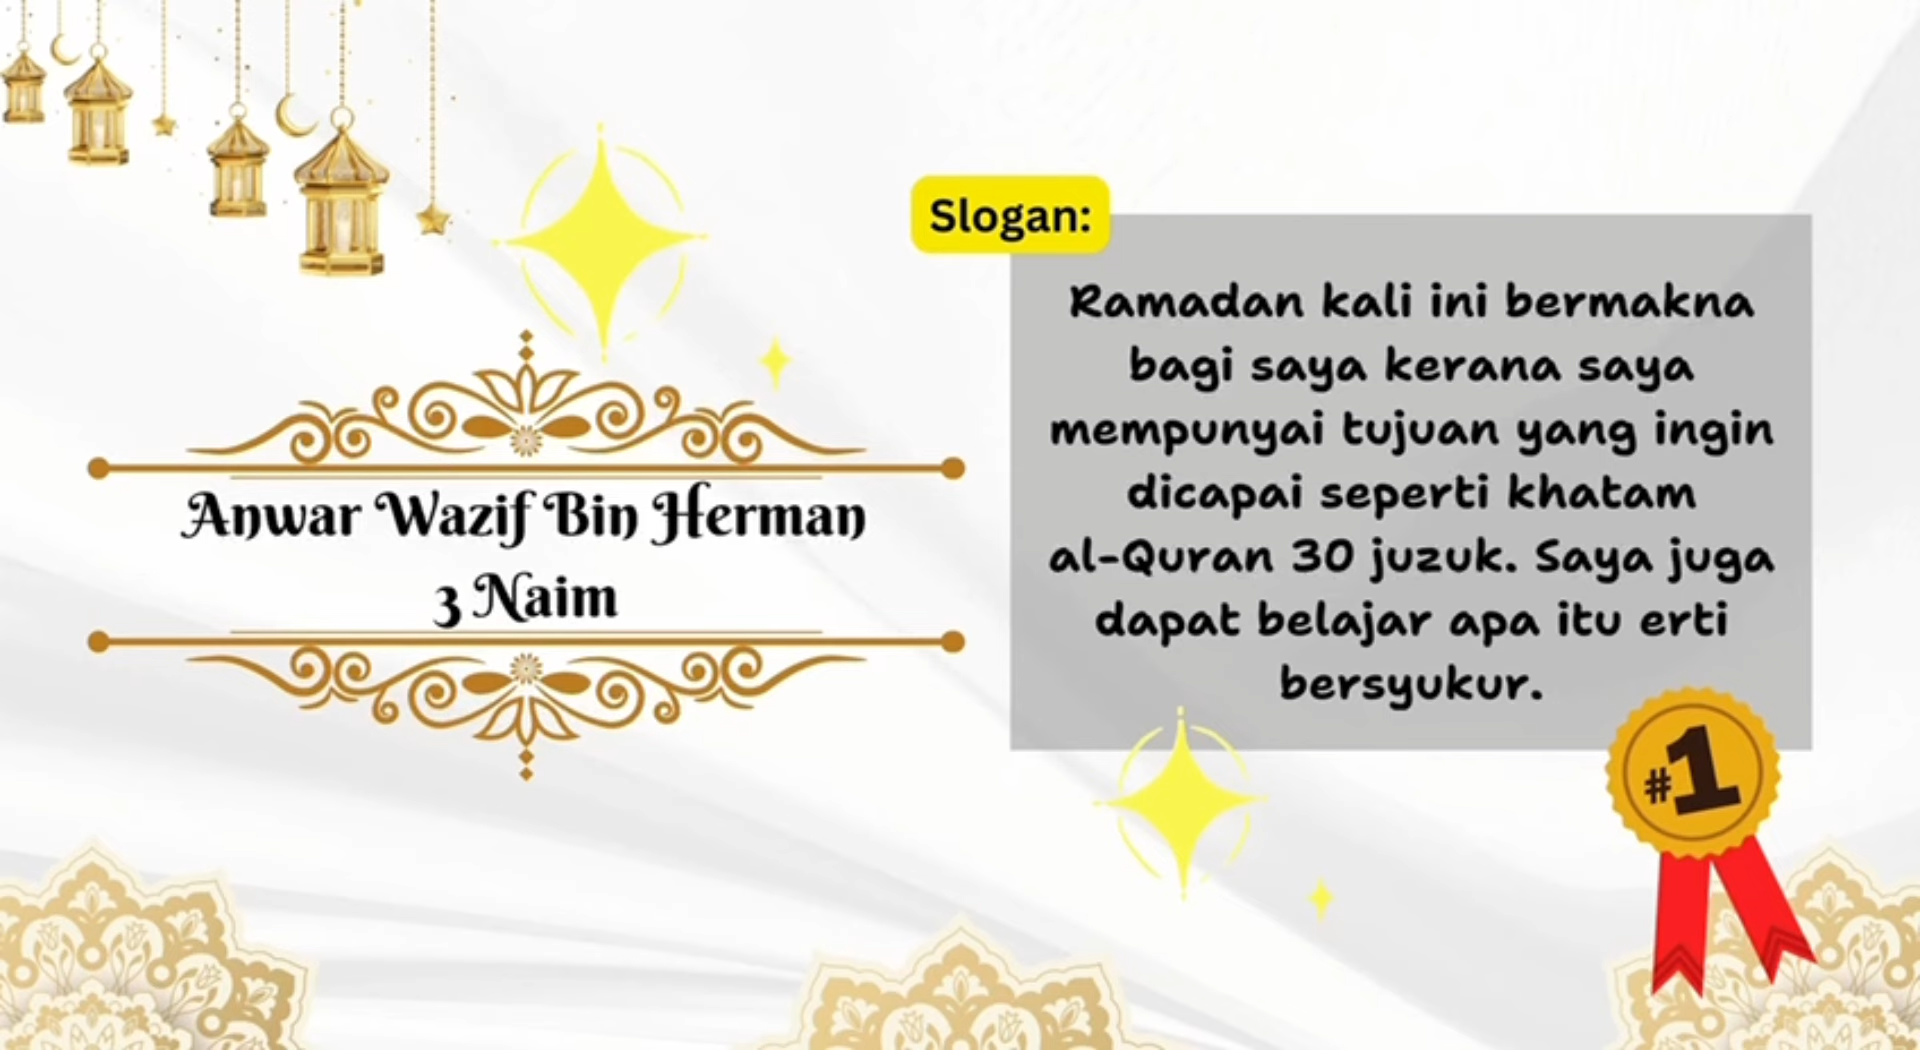 Anwar Wazif Bin Herman
3 Naim
Slogan:
Ramadan kali ini bermakna
bagi saya kerana saya
mempunyai tujuan yang ingin
dicapai seperti khatam
al-Quran 30 juzuk. Saya juga
dapat belajar apa itu erti
bersyukur.
#1